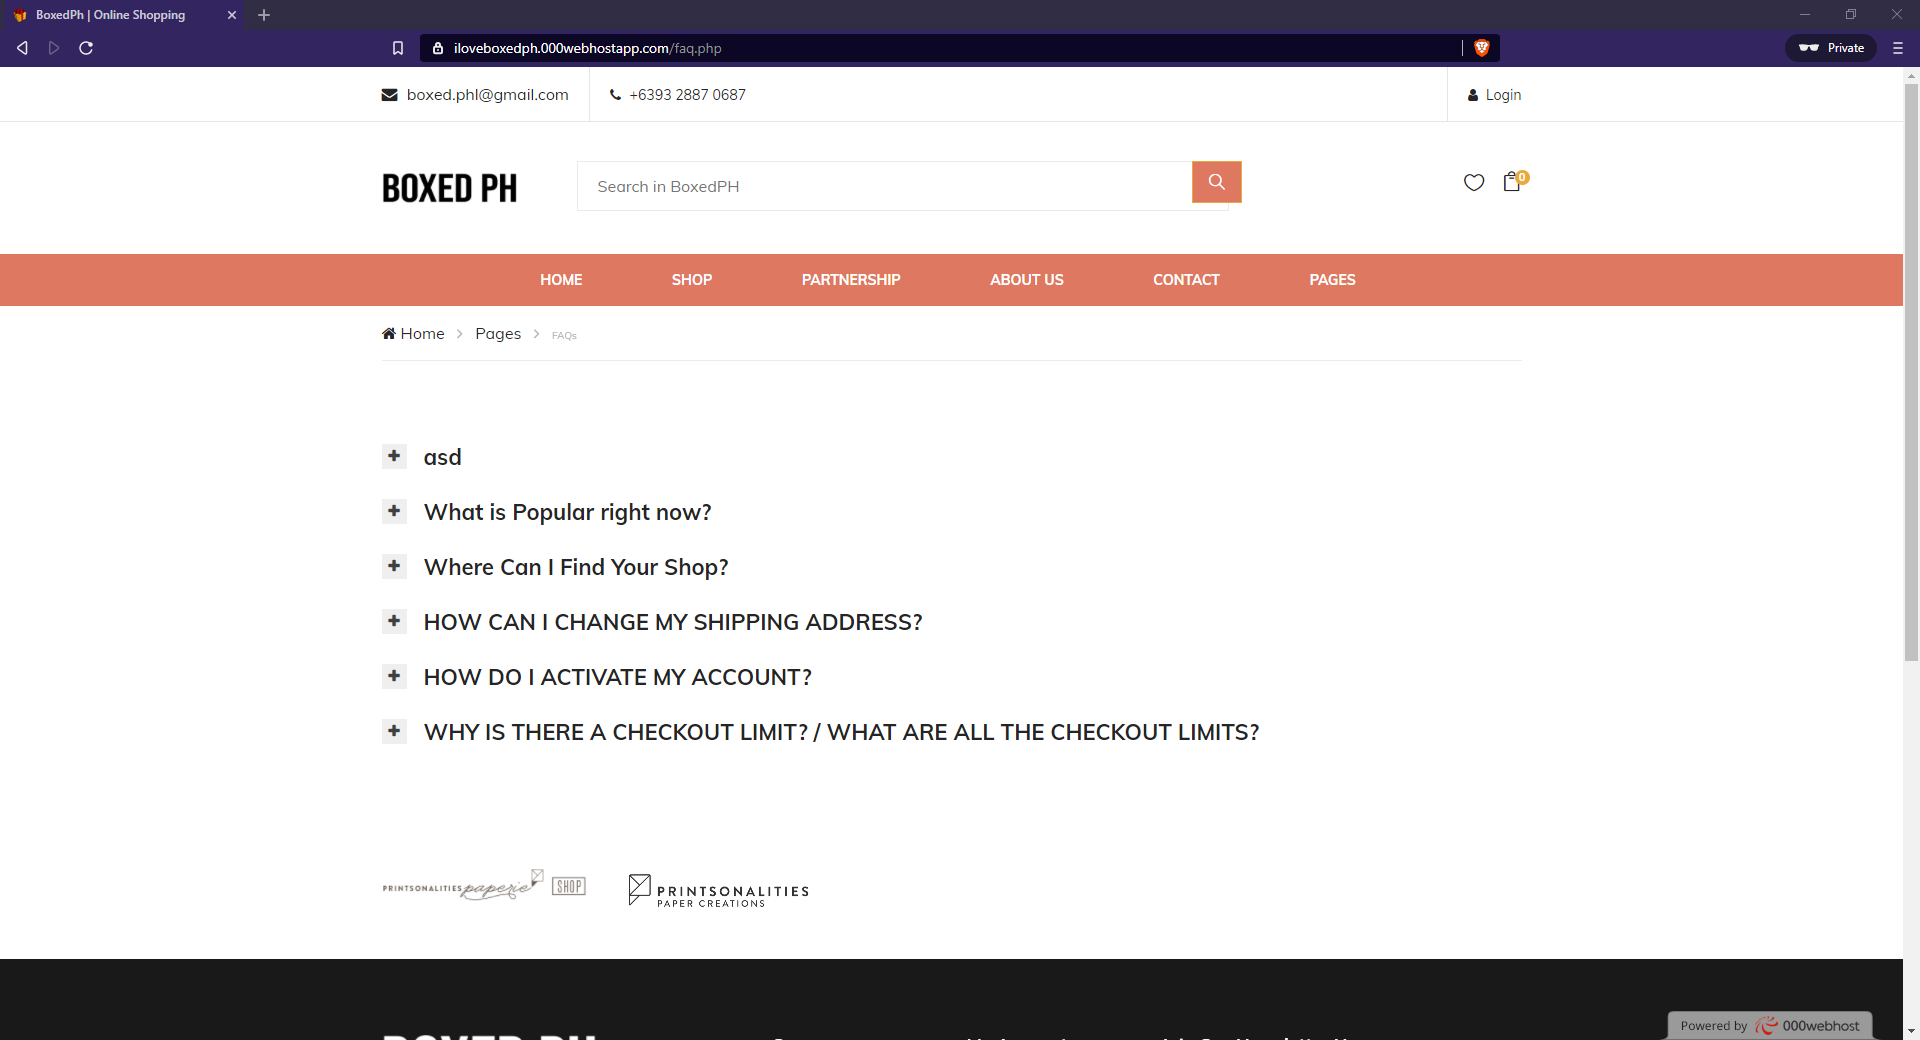 BoxedPh | Online Shopping
iloveboxedph.000webhostapp.com/faq.php
Private
boxed.phl@gmail.com
+6393 2887 0687
Login
BOXED PH
Search in BoxedPH
0
HOME SHOP PARTNERSHIP ABOUT US CONTACT PAGES
Home > Pages > FAQs
asd
What is Popular right now?
Where Can I Find Your Shop?
HOW CAN I CHANGE MY SHIPPING ADDRESS?
HOW DO I ACTIVATE MY ACCOUNT?
WHY IS THERE A CHECKOUT LIMIT? / WHAT ARE ALL THE CHECKOUT LIMITS?
PRINTSONALITIES paperie SHOP
PRINTSONALITIES
PAPER CREATIONS
Powered by 000webhost
BOXED PH